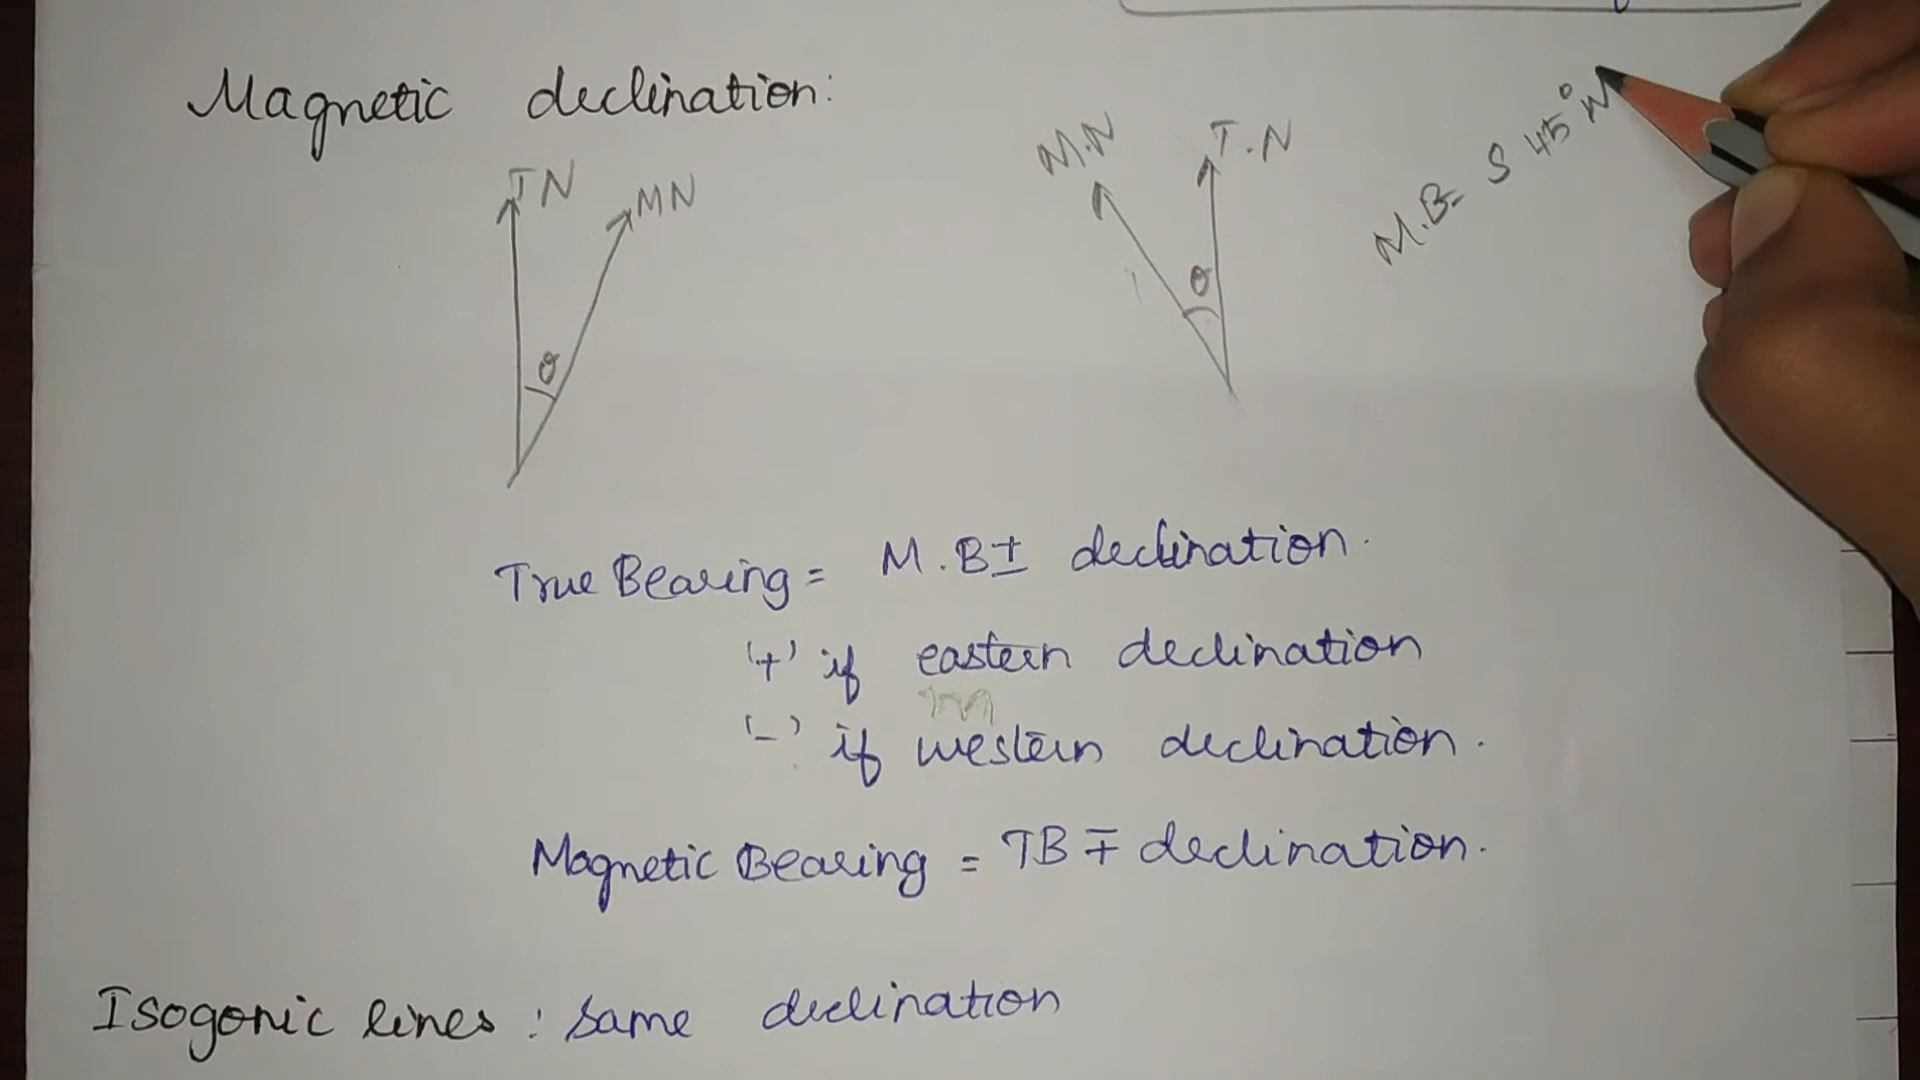 Magnetic declination:
TN
MN
θ
M.N
T.N
θ
M.B= S 45° W
True Bearing = M.B ± declination.
'+' if eastern declination
'-' if western declination.
Magnetic Bearing = TB ∓ declination.
Isogonic lines : same declination